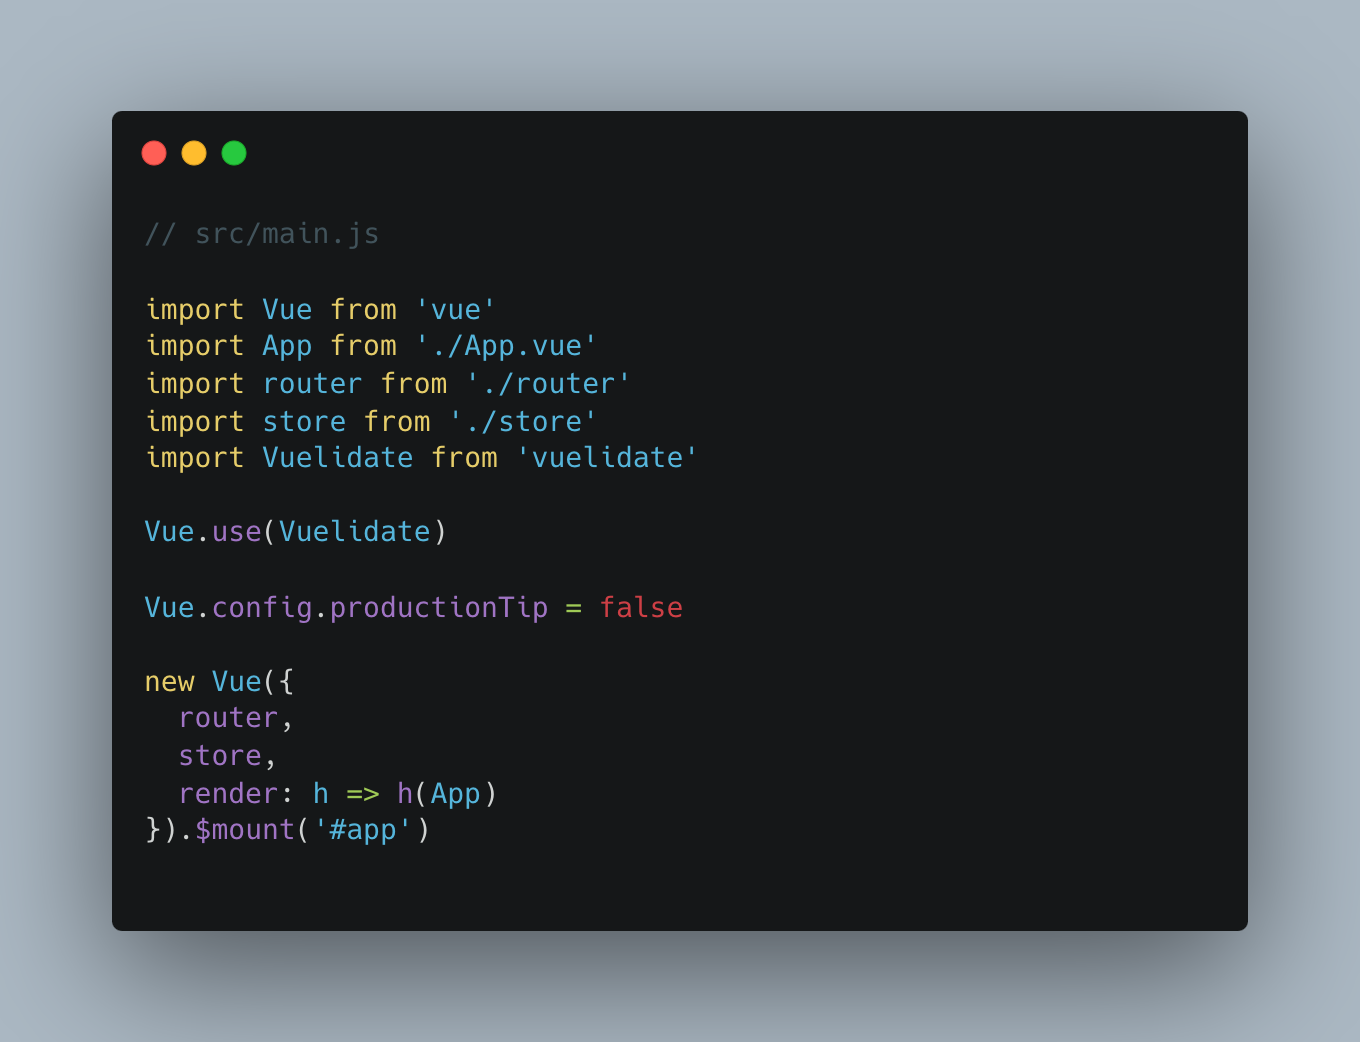 // src/main.js

import Vue from 'vue'
import App from './App.vue'
import router from './router'
import store from './store'
import Vuelidate from 'vuelidate'

Vue.use(Vuelidate)

Vue.config.productionTip = false

new Vue({
  router,
  store,
  render: h => h(App)
}).$mount('#app')